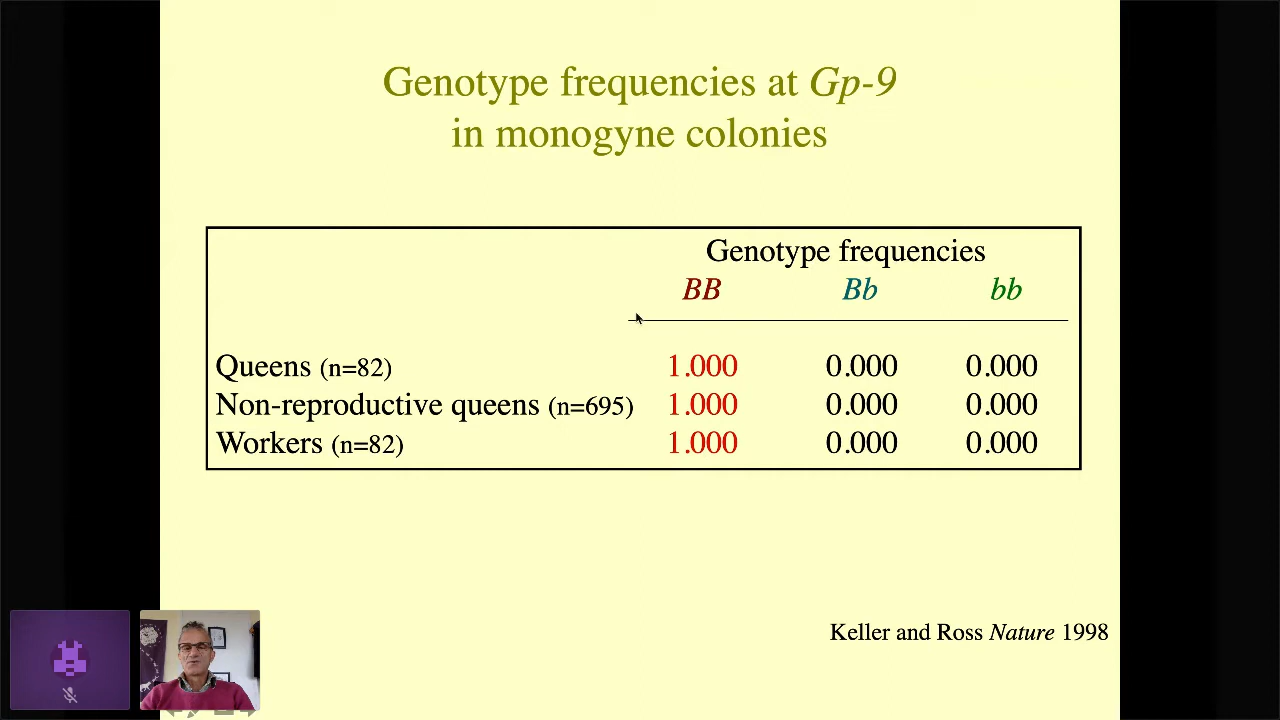 Genotype frequencies at Gp-9
in monogyne colonies
Genotype frequencies
BB Bb bb
Queens (n=82) 1.000 0.000 0.000
Non-reproductive queens (n=695) 1.000 0.000 0.000
Workers (n=82) 1.000 0.000 0.000
Keller and Ross Nature 1998